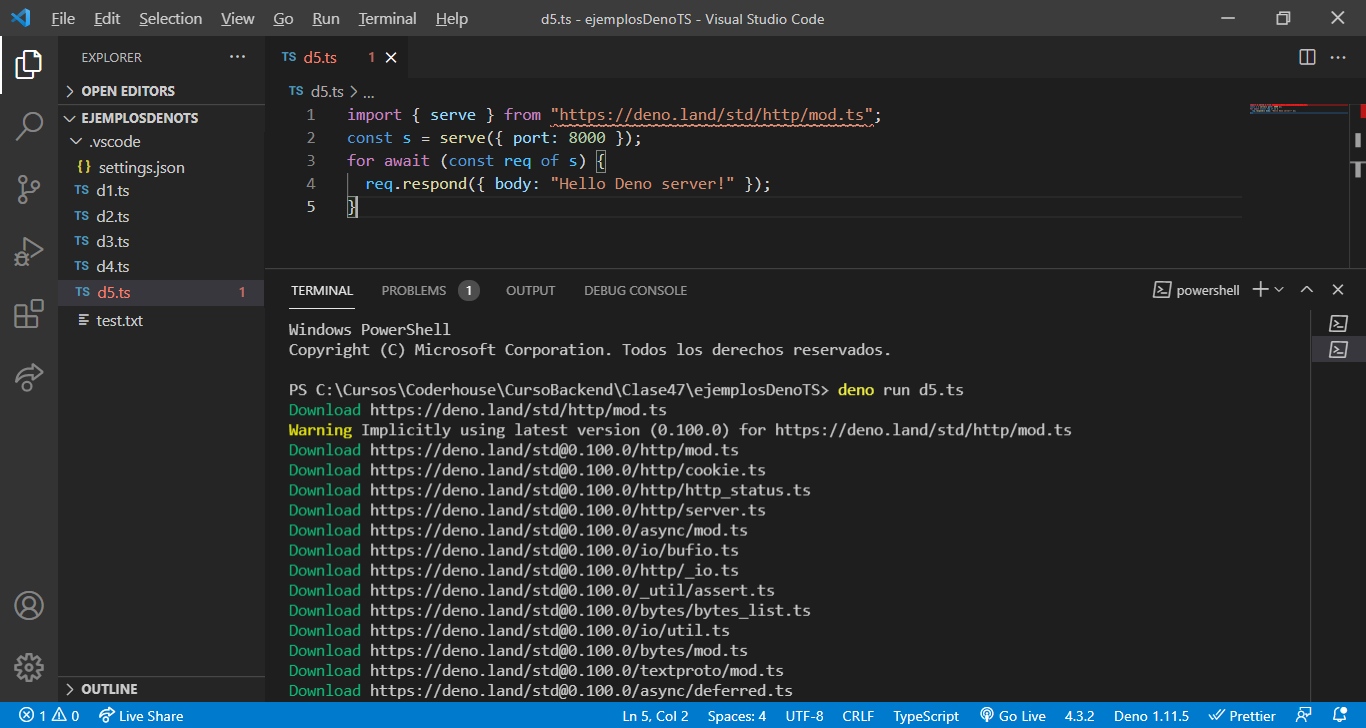 File Edit Selection View Go Run Terminal Help d5.ts - ejemplosDenoTS - Visual Studio Code
EXPLORER
OPEN EDITORS
EJEMPLOSDENOTS
.vscode
{} settings.json
TS d1.ts
TS d2.ts
TS d3.ts
TS d4.ts
TS d5.ts 1
test.txt
OUTLINE
TS d5.ts 1
TS d5.ts > ...
1 import { serve } from "https://deno.land/std/http/mod.ts";
2 const s = serve({ port: 8000 });
3 for await (const req of s) {
4 req.respond({ body: "Hello Deno server!" });
5 }
TERMINAL PROBLEMS 1 OUTPUT DEBUG CONSOLE powershell
Windows PowerShell
Copyright (C) Microsoft Corporation. Todos los derechos reservados.
PS C:\Cursos\Coderhouse\CursoBackend\Clase47\ejemplosDenoTS> deno run d5.ts
Download https://deno.land/std/http/mod.ts
Warning Implicitly using latest version (0.100.0) for https://deno.land/std/http/mod.ts
Download https://deno.land/std@0.100.0/http/mod.ts
Download https://deno.land/std@0.100.0/http/cookie.ts
Download https://deno.land/std@0.100.0/http/http_status.ts
Download https://deno.land/std@0.100.0/http/server.ts
Download https://deno.land/std@0.100.0/async/mod.ts
Download https://deno.land/std@0.100.0/io/bufio.ts
Download https://deno.land/std@0.100.0/http/_io.ts
Download https://deno.land/std@0.100.0/_util/assert.ts
Download https://deno.land/std@0.100.0/bytes/bytes_list.ts
Download https://deno.land/std@0.100.0/io/util.ts
Download https://deno.land/std@0.100.0/bytes/mod.ts
Download https://deno.land/std@0.100.0/textproto/mod.ts
Download https://deno.land/std@0.100.0/async/deferred.ts
1 0 Live Share Ln 5, Col 2 Spaces: 4 UTF-8 CRLF TypeScript Go Live 4.3.2 Deno 1.11.5 Prettier